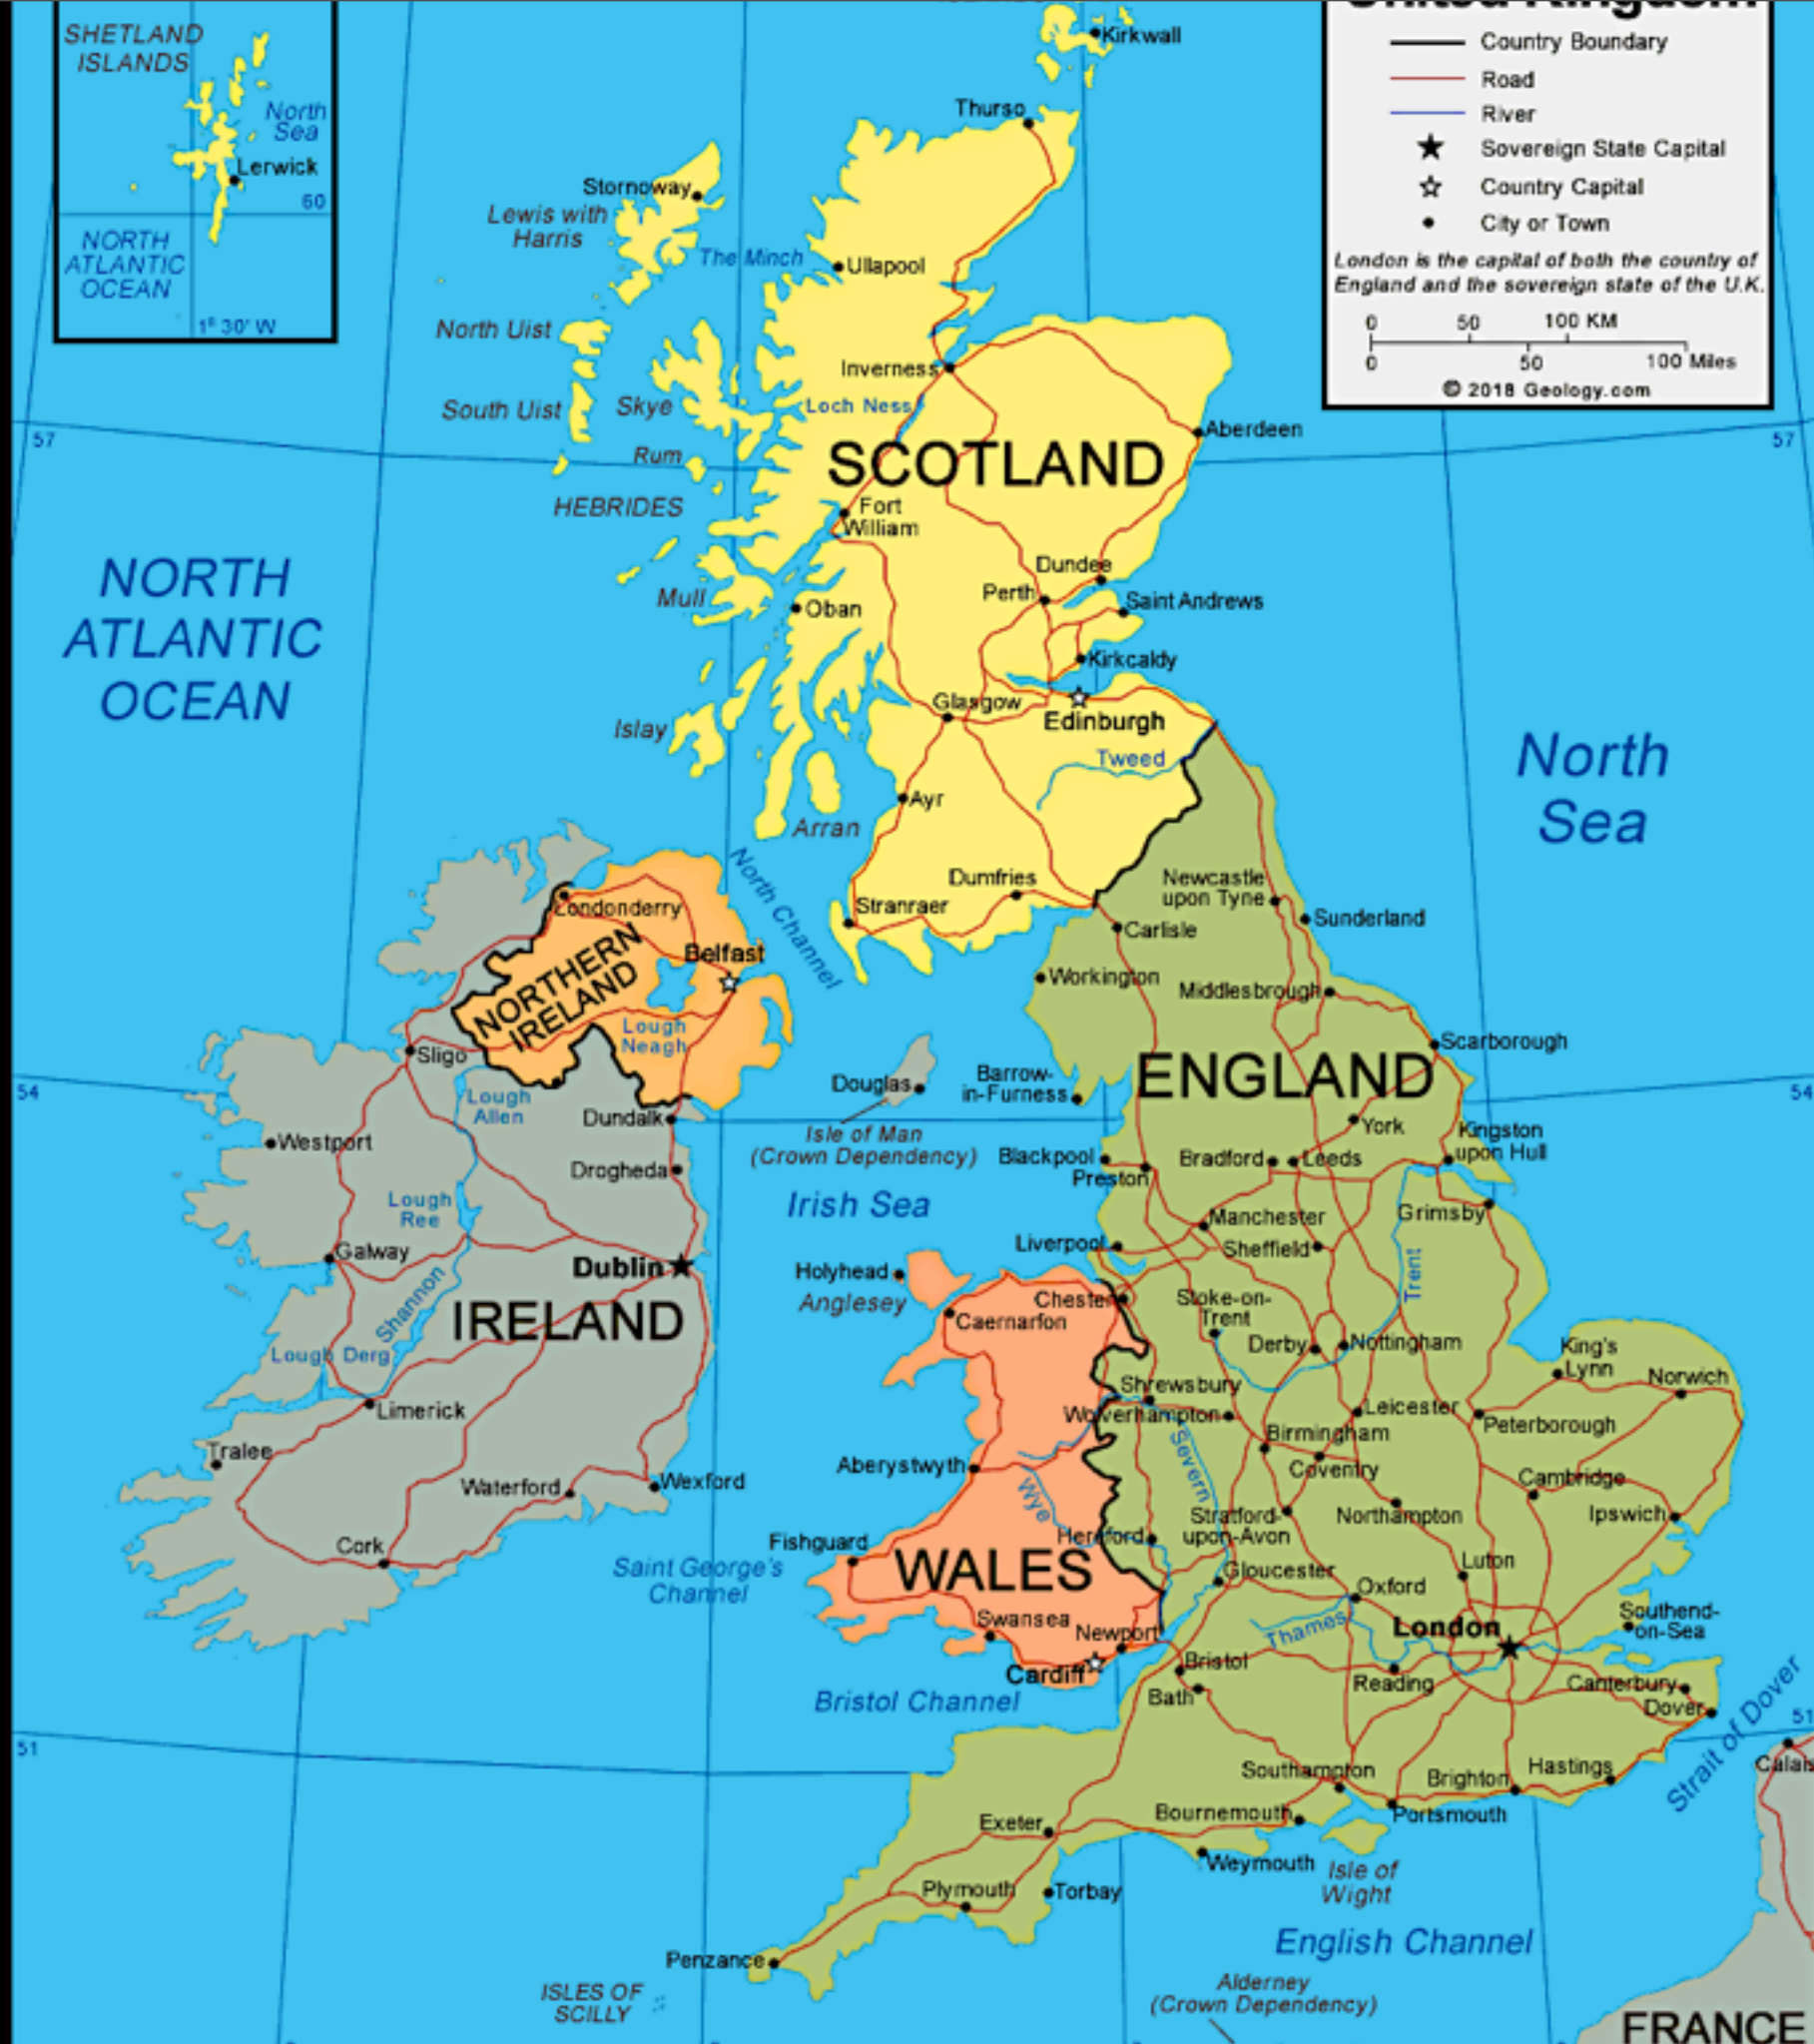 United Kingdom
Country Boundary
Road
River
Sovereign State Capital
Country Capital
City or Town
London is the capital of both the country of
England and the sovereign state of the U.K.
0 50 100 KM
0 50 100 Miles
© 2018 Geology.com
SHETLAND
ISLANDS
North
Sea
Lerwick
60
NORTH
ATLANTIC
OCEAN
1° 30' W
Kirkwall
Thurso
Stornoway
Lewis with
Harris
The Minch
Ullapool
North Uist
Inverness
South Uist
Skye
Loch Ness
Aberdeen
57
57
Rum
SCOTLAND
HEBRIDES
Fort
William
Dundee
Perth
Saint Andrews
Mull
Oban
Kirkcaldy
NORTH
ATLANTIC
OCEAN
Glasgow
Edinburgh
Islay
Tweed
North
Sea
Ayr
Arran
North Channel
Dumfries
Newcastle
upon Tyne
Londonderry
Stranraer
Sunderland
Carlisle
Belfast
NORTHERN
IRELAND
Workington
Middlesbrough
Lough
Neagh
Sligo
Scarborough
54
54
Lough
Allen
Douglas
Barrow-
in-Furness
ENGLAND
Dundalk
York
Isle of Man
(Crown Dependency)
Westport
Drogheda
Blackpool
Preston
Bradford
Leeds
Kingston
upon Hull
Lough
Ree
Irish Sea
Manchester
Grimsby
Galway
Liverpool
Sheffield
Dublin
Holyhead
Anglesey
Trent
Shannon
IRELAND
Chester
Caernarfon
Stoke-on-
Trent
Derby
Nottingham
King's
Lynn
Norwich
Lough Derg
Shrewsbury
Limerick
Wolverhampton
Leicester
Peterborough
Tralee
Birmingham
Aberystwyth
Severn
Coventry
Cambridge
Waterford
Wexford
Wye
Stratford-
upon-Avon
Northampton
Ipswich
Cork
Fishguard
Hereford
Saint George's
Channel
WALES
Gloucester
Luton
Oxford
Swansea
Newport
Thames
London
Southend-
on-Sea
Cardiff
Bristol
Reading
Canterbury
Bath
Dover
Bristol Channel
Strait of Dover
51
51
Calais
Southampton
Brighton
Hastings
Exeter
Bournemouth
Portsmouth
Weymouth
Isle of
Wight
Plymouth
Torbay
English Channel
Penzance
ISLES OF
SCILLY
Alderney
(Crown Dependency)
FRANCE